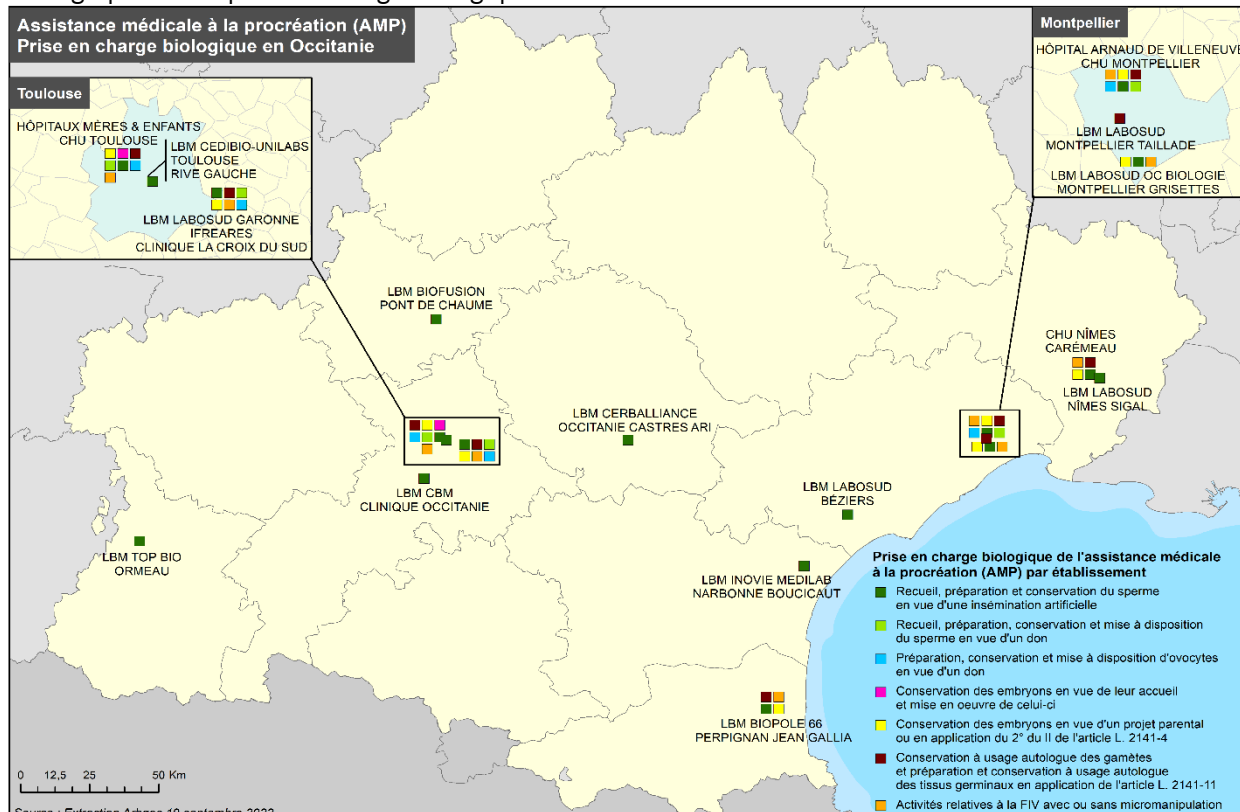 Assistance médicale à la procréation (AMP)
Prise en charge biologique en Occitanie
Toulouse
HÔPITAUX MÈRES & ENFANTS
CHU TOULOUSE
LBM CEDIBIO-UNILABS
TOULOUSE
RIVE GAUCHE
LBM LABOSUD GARONNE
IFREARES
CLINIQUE LA CROIX DU SUD
Montpellier
HÔPITAL ARNAUD DE VILLENEUVE
CHU MONTPELLIER
LBM LABOSUD
MONTPELLIER TAILLADE
LBM LABOSUD OC BIOLOGIE
MONTPELLIER GRISETTES
LBM BIOFUSION
PONT DE CHAUME
CHU NÎMES
CARÉMEAU
LBM LABOSUD
NÎMES SIGAL
LBM CERBALLIANCE
OCCITANIE CASTRES ARI
LBM CBM
CLINIQUE OCCITANIE
LBM LABOSUD
BÉZIERS
LBM TOP BIO
ORMEAU
LBM INOVIE MEDILAB
NARBONNE BOUCICAUT
LBM BIOPOLE 66
PERPIGNAN JEAN GALLIA
Prise en charge biologique de l'assistance médicale
à la procréation (AMP) par établissement
Recueil, préparation et conservation du sperme
en vue d'une insémination artificielle
Recueil, préparation, conservation et mise à disposition
du sperme en vue d'un don
Préparation, conservation et mise à disposition d'ovocytes
en vue d'un don
Conservation des embryons en vue de leur accueil
et mise en oeuvre de celui-ci
Conservation des embryons en vue d'un projet parental
ou en application du 2° du II de l'article L. 2141-4
Conservation à usage autologue des gamètes
et préparation et conservation à usage autologue
des tissus germinaux en application de l'article L. 2141-11
Activités relatives à la FIV avec ou sans micromanipulation
0 12,5 25 50 Km